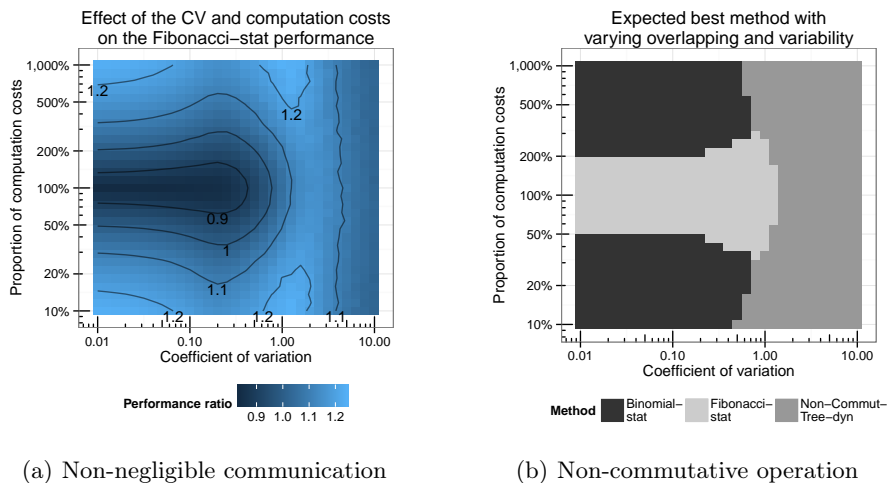 Effect of the CV and computation costs
on the Fibonacci−stat performance
Proportion of computation costs
1,000%
500%
200%
100%
50%
20%
10%
1.2
1.2
0.9
1
1.1
1.2
1.2
1.1
0.01
0.10
1.00
10.00
Coefficient of variation
Performance ratio
0.9
1.0
1.1
1.2
(a) Non-negligible communication
Expected best method with
varying overlapping and variability
Proportion of computation costs
1,000%
500%
200%
100%
50%
20%
10%
0.01
0.10
1.00
10.00
Coefficient of variation
Method
Binomial−
stat
Fibonacci−
stat
Non−Commut−
Tree−dyn
(b) Non-commutative operation